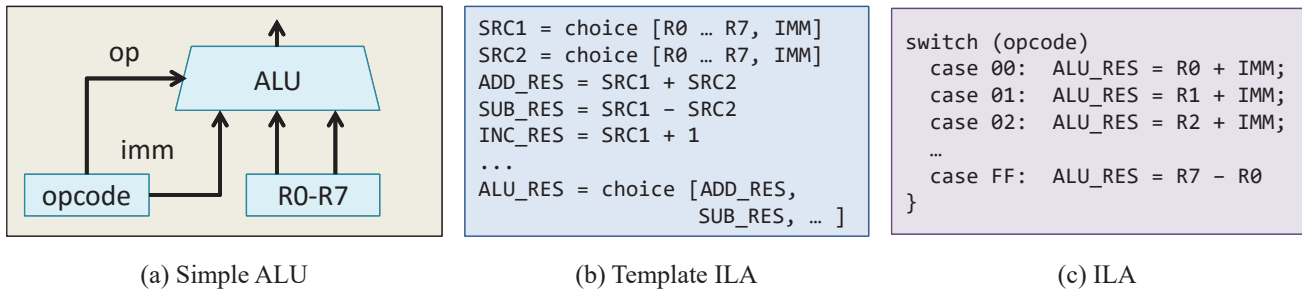 op
ALU
imm
opcode
R0-R7
(a) Simple ALU
SRC1 = choice [R0 … R7, IMM]
SRC2 = choice [R0 … R7, IMM]
ADD_RES = SRC1 + SRC2
SUB_RES = SRC1 – SRC2
INC_RES = SRC1 + 1
...
ALU_RES = choice [ADD_RES,
SUB_RES, … ]
(b) Template ILA
switch (opcode)
case 00: ALU_RES = R0 + IMM;
case 01: ALU_RES = R1 + IMM;
case 02: ALU_RES = R2 + IMM;
…
case FF: ALU_RES = R7 – R0
}
(c) ILA